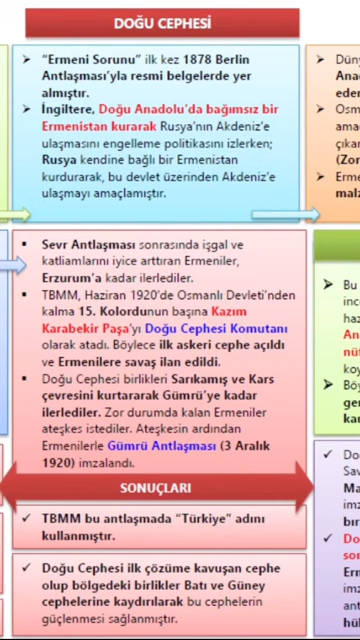 DOĞU CEPHESİ
➢ "Ermeni Sorunu" ilk kez 1878 Berlin
Antlaşması'yla resmi belgelerde yer
almıştır.
➢ İngiltere, Doğu Anadolu'da bağımsız bir
Ermenistan kurarak Rusya'nın Akdeniz'e
ulaşmasını engelleme politikasını izlerken;
Rusya kendine bağlı bir Ermenistan
kurdurarak, bu devlet üzerinden Akdeniz'e
ulaşmayı amaçlamıştır.
▪ Sevr Antlaşması sonrasında işgal ve
katliamlarını iyice arttıran Ermeniler,
Erzurum'a kadar ilerlediler.
▪ TBMM, Haziran 1920'de Osmanlı Devleti'nden
kalma 15. Kolordunun başına Kazım
Karabekir Paşa'yı Doğu Cephesi Komutanı
olarak atadı. Böylece ilk askeri cephe açıldı
ve Ermenilere savaş ilan edildi.
▪ Doğu Cephesi birlikleri Sarıkamış ve Kars
çevresini kurtararak Gümrü'ye kadar
ilerlediler. Zor durumda kalan Ermeniler
ateşkes istediler. Ateşkesin ardından
Ermenilerle Gümrü Antlaşması (3 Aralık
1920) imzalandı.
SONUÇLARI
✓ TBMM bu antlaşmada "Türkiye" adını
kullanmıştır.
✓ Doğu Cephesi ilk çözüme kavuşan cephe
olup bölgedeki birlikler Batı ve Güney
cephelerine kaydırılarak bu cephelerin
güçlenmesi sağlanmıştır.